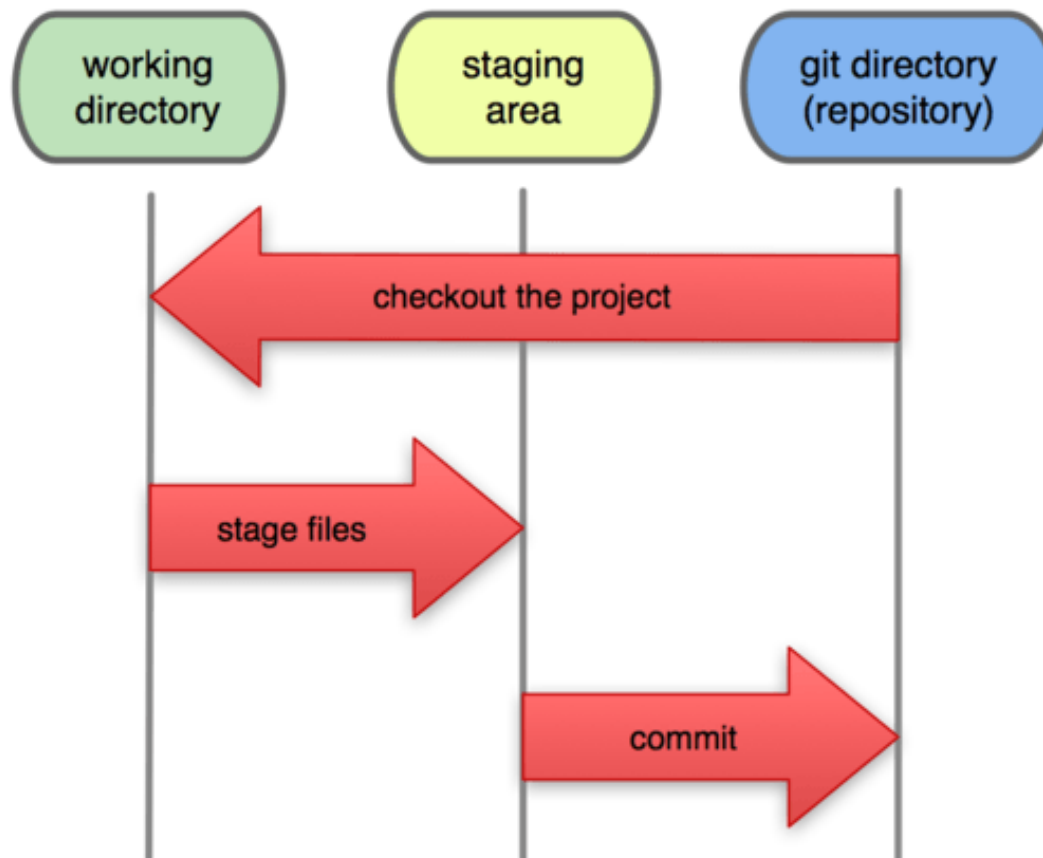 working
directory
staging
area
git directory
(repository)
checkout the project
stage files
commit